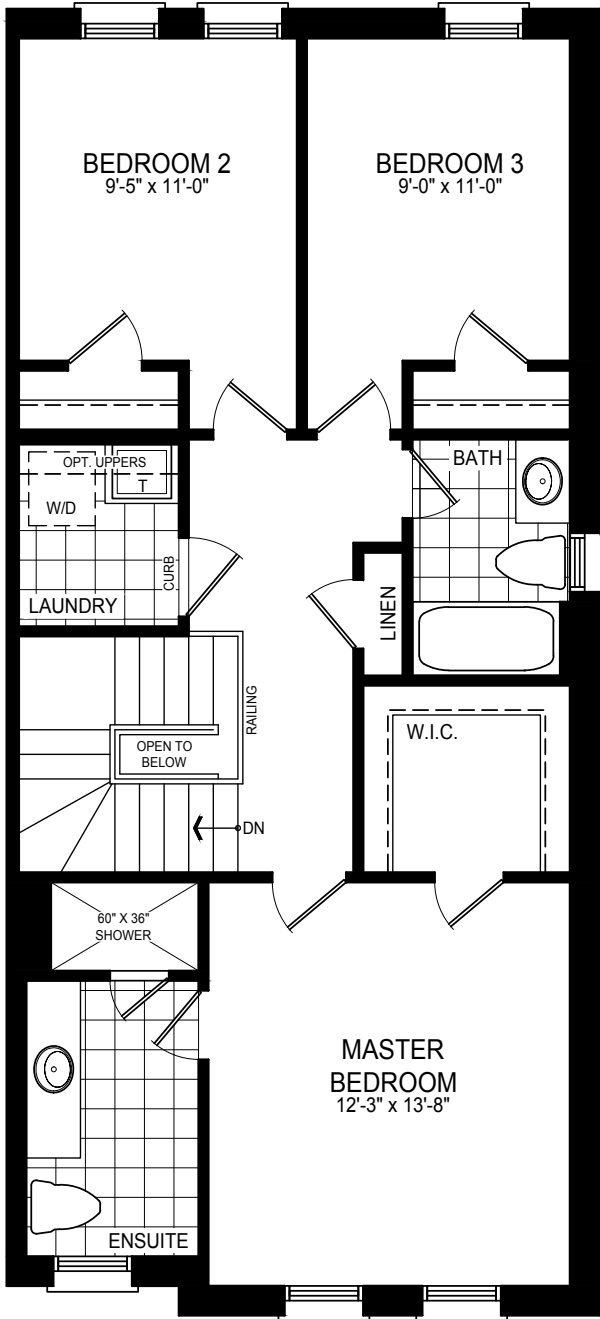 BEDROOM 2
9'-5" x 11'-0"
BEDROOM 3
9'-0" x 11'-0"
OPT. UPPERS
T
W/D
CURB
LAUNDRY
BATH
LINEN
RAILING
OPEN TO
BELOW
DN
W.I.C.
60" X 36"
SHOWER
MASTER
BEDROOM
12'-3" x 13'-8"
ENSUITE